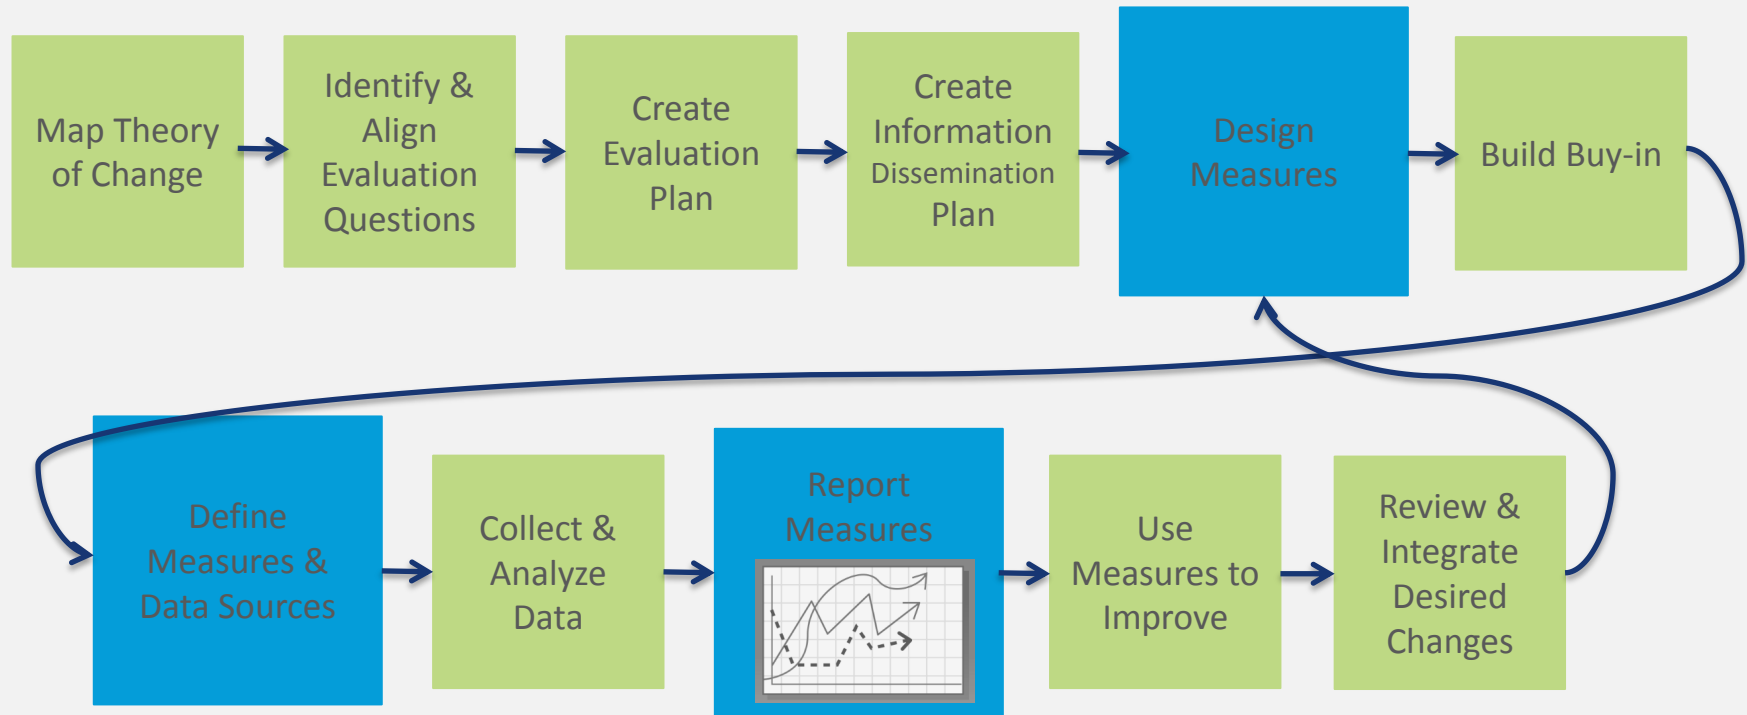 Map Theory
of Change
Identify &
Align
Evaluation
Questions
Create
Evaluation
Plan
Create
Information
Dissemination
Plan
Design
Measures
Build Buy-in
Define
Measures &
Data Sources
Collect &
Analyze
Data
Report
Measures
Use
Measures to
Improve
Review &
Integrate
Desired
Changes